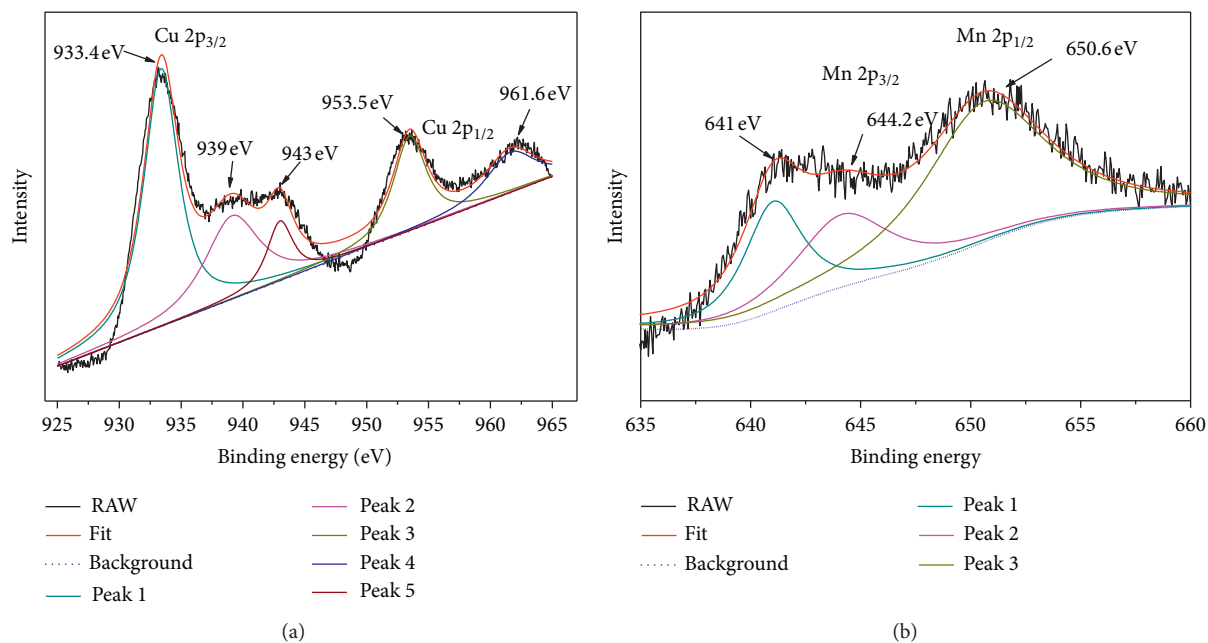 Cu 2p3/2
933.4 eV
939 eV
943 eV
953.5 eV
Cu 2p1/2
961.6 eV
Intensity
925 930 935 940 945 950 955 960 965
Binding energy (eV)
RAW
Fit
Background
Peak 1
Peak 2
Peak 3
Peak 4
Peak 5
(a)
Mn 2p1/2
650.6 eV
Mn 2p3/2
641 eV
644.2 eV
Intensity
635 640 645 650 655 660
Binding energy
RAW
Fit
Background
Peak 1
Peak 2
Peak 3
(b)